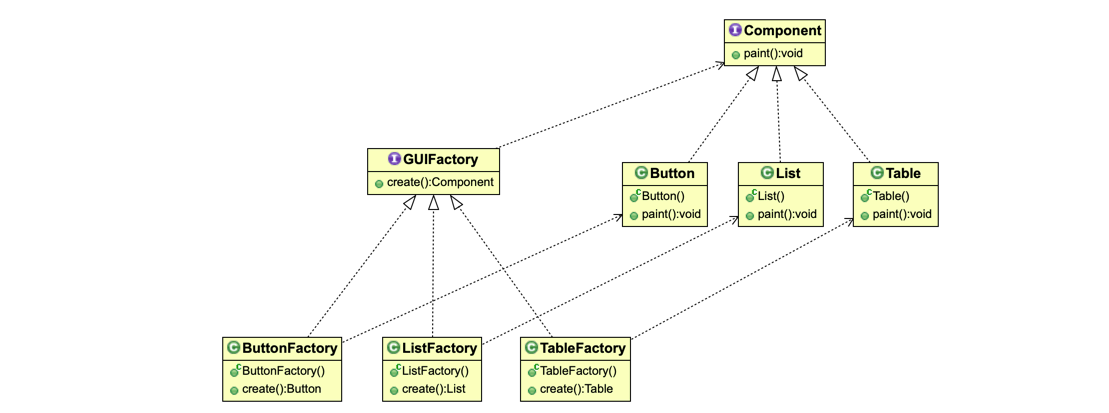 I Component
paint():void
I GUIFactory
create():Component
C Button
C Button()
paint():void
C List
C List()
paint():void
C Table
C Table()
paint():void
C ButtonFactory
C ButtonFactory()
create():Button
C ListFactory
C ListFactory()
create():List
C TableFactory
C TableFactory()
create():Table